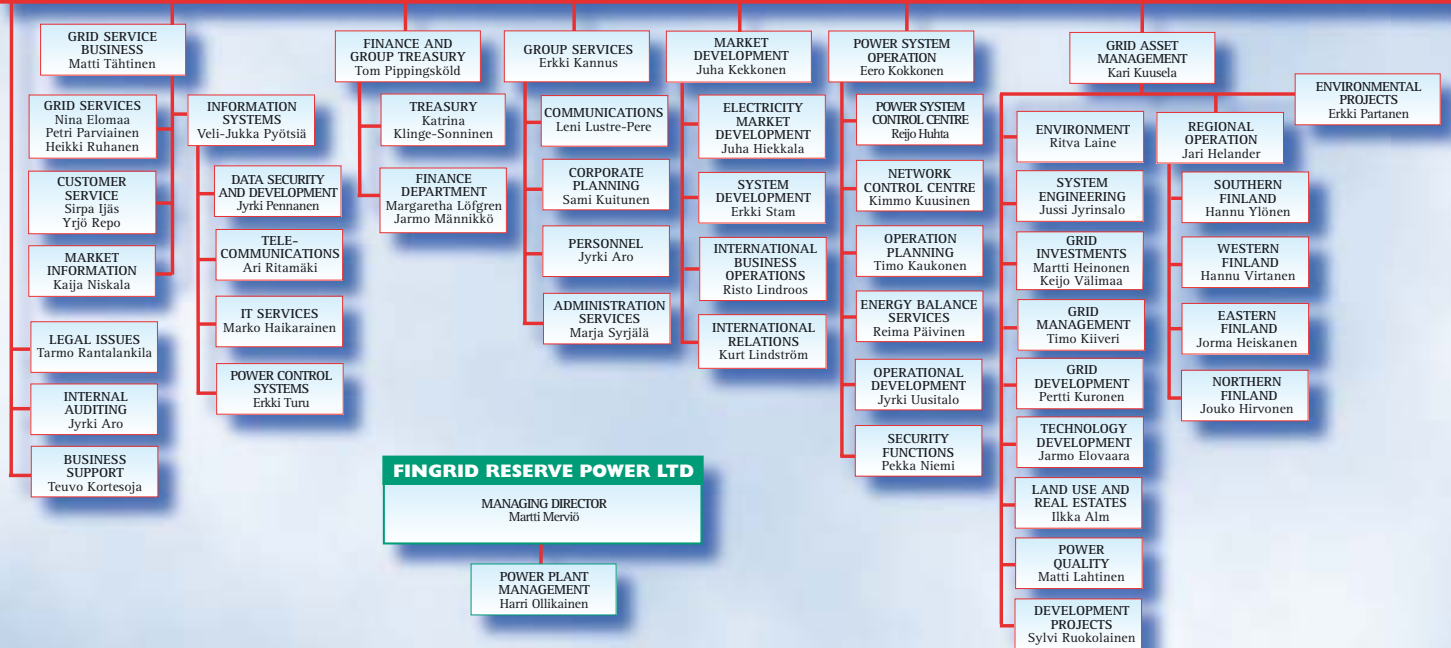 GRID SERVICE
BUSINESS
Matti Tähtinen
GRID SERVICES
Nina Elomaa
Petri Parviainen
Heikki Ruhanen
CUSTOMER
SERVICE
Sirpa Ijäs
Yrjö Repo
MARKET
INFORMATION
Kaija Niskala
LEGAL ISSUES
Tarmo Rantalankila
INTERNAL
AUDITING
Jyrki Aro
BUSINESS
SUPPORT
Teuvo Kortesoja
INFORMATION
SYSTEMS
Veli-Jukka Pyötsiä
DATA SECURITY
AND DEVELOPMENT
Jyrki Pennanen
TELE-
COMMUNICATIONS
Ari Ritamäki
IT SERVICES
Marko Haikarainen
POWER CONTROL
SYSTEMS
Erkki Turu
FINANCE AND
GROUP TREASURY
Tom Pippingsköld
TREASURY
Katrina
Klinge-Sonninen
FINANCE
DEPARTMENT
Margaretha Löfgren
Jarmo Männikkö
GROUP SERVICES
Erkki Kannus
COMMUNICATIONS
Leni Lustre-Pere
CORPORATE
PLANNING
Sami Kuitunen
PERSONNEL
Jyrki Aro
ADMINISTRATION
SERVICES
Marja Syrjälä
MARKET
DEVELOPMENT
Juha Kekkonen
ELECTRICITY
MARKET
DEVELOPMENT
Juha Hiekkala
SYSTEM
DEVELOPMENT
Erkki Stam
INTERNATIONAL
BUSINESS
OPERATIONS
Risto Lindroos
INTERNATIONAL
RELATIONS
Kurt Lindström
POWER SYSTEM
OPERATION
Eero Kokkonen
POWER SYSTEM
CONTROL CENTRE
Reijo Huhta
NETWORK
CONTROL CENTRE
Kimmo Kuusinen
OPERATION
PLANNING
Timo Kaukonen
ENERGY BALANCE
SERVICES
Reima Päivinen
OPERATIONAL
DEVELOPMENT
Jyrki Uusitalo
SECURITY
FUNCTIONS
Pekka Niemi
GRID ASSET
MANAGEMENT
Kari Kuusela
ENVIRONMENTAL
PROJECTS
Erkki Partanen
ENVIRONMENT
Ritva Laine
SYSTEM
ENGINEERING
Jussi Jyrinsalo
GRID
INVESTMENTS
Martti Heinonen
Keijo Välimaa
GRID
MANAGEMENT
Timo Kiiveri
GRID
DEVELOPMENT
Pertti Kuronen
TECHNOLOGY
DEVELOPMENT
Jarmo Elovaara
LAND USE AND
REAL ESTATES
Ilkka Alm
POWER
QUALITY
Matti Lahtinen
DEVELOPMENT
PROJECTS
Sylvi Ruokolainen
REGIONAL
OPERATION
Jari Helander
SOUTHERN
FINLAND
Hannu Ylönen
WESTERN
FINLAND
Hannu Virtanen
EASTERN
FINLAND
Jorma Heiskanen
NORTHERN
FINLAND
Jouko Hirvonen
FINGRID RESERVE POWER LTD
MANAGING DIRECTOR
Martti Merviö
POWER PLANT
MANAGEMENT
Harri Ollikainen